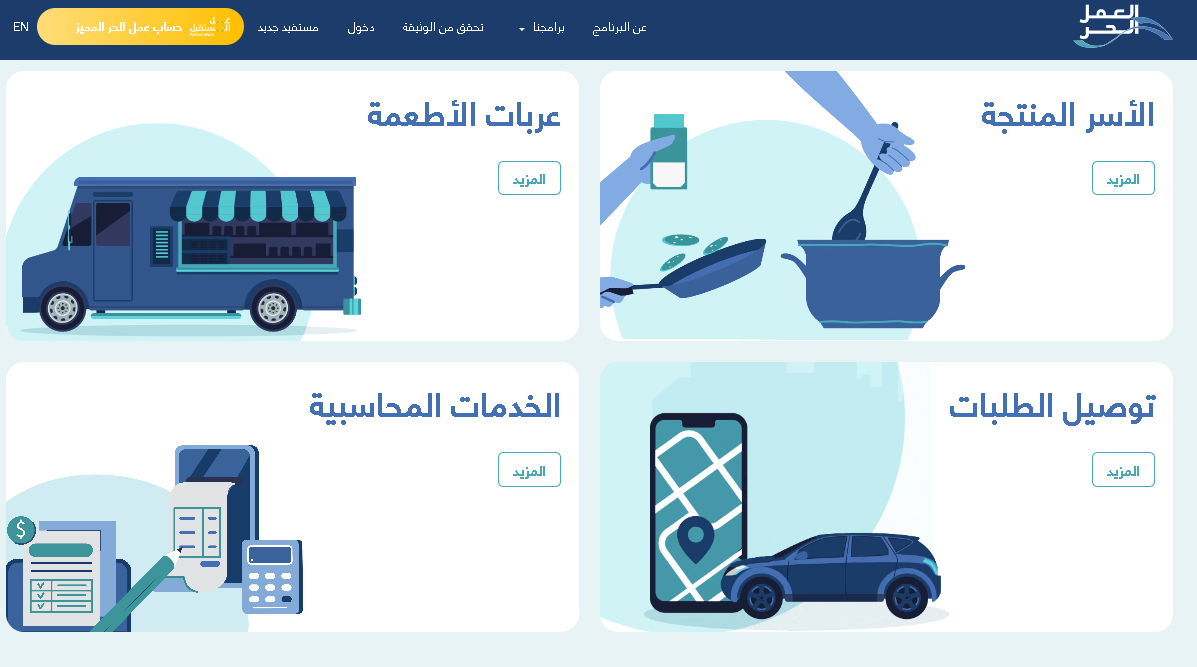 العمل
الحر
عن البرنامج
برامجنا
تحقق من الوثيقة
دخول
مستفيد جديد
حساب عمل الحر المميز
EN
الأسر المنتجة
المزيد
عربات الأطعمة
المزيد
توصيل الطلبات
المزيد
الخدمات المحاسبية
المزيد
$